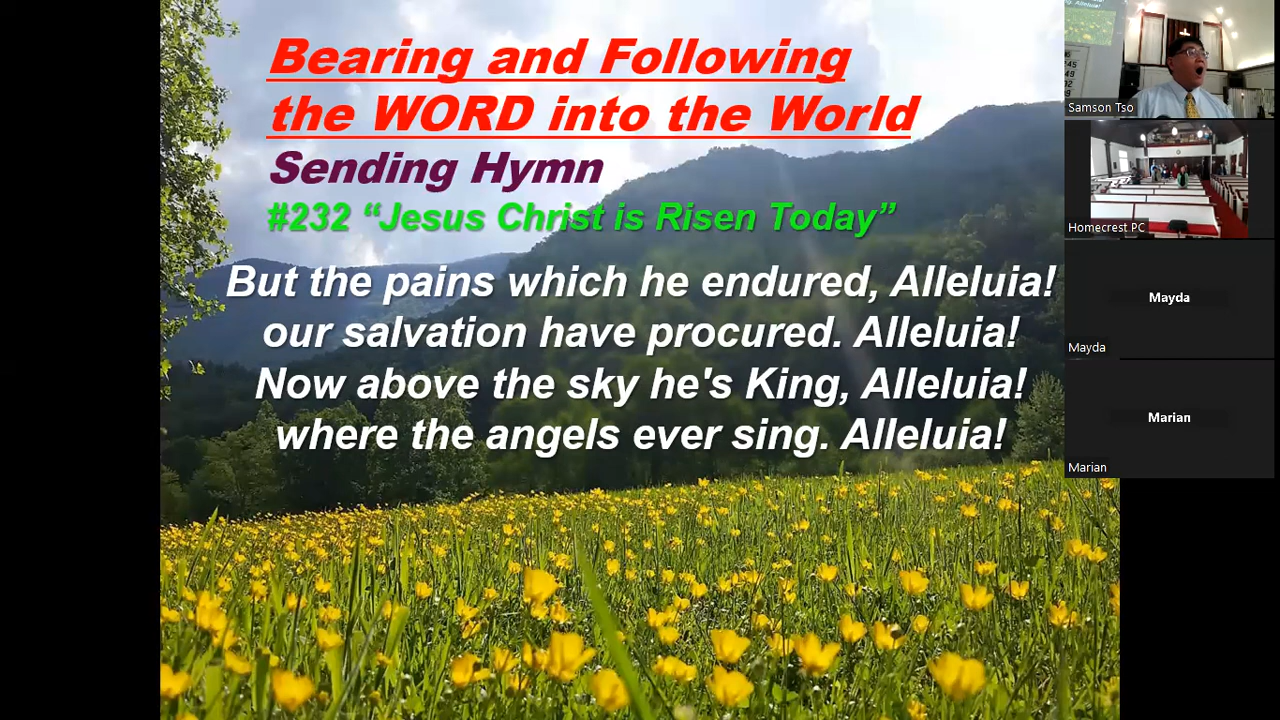 Bearing and Following
the WORD into the World
Sending Hymn
#232 “Jesus Christ is Risen Today”
But the pains which he endured, Alleluia!
our salvation have procured. Alleluia!
Now above the sky he's King, Alleluia!
where the angels ever sing. Alleluia!
Samson Tso
Homecrest PC
Mayda
Mayda
Marian
Marian